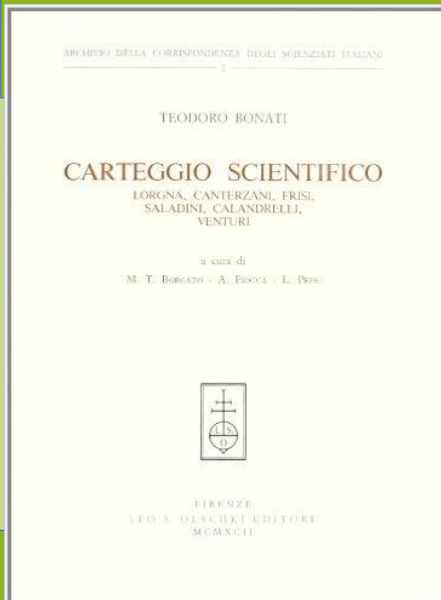 ARCHIVIO DELLA CORRISPONDENZA DEGLI SCIENZIATI ITALIANI
TEODORO BONATI
CARTEGGIO SCIENTIFICO
LORGNA, CANTERZANI, FRISI,
SALADINI, CALANDRELLI,
VENTURI
a cura di
M. T. BORGATO - A. FIOCCA - L. PEPE
L S
O
FIRENZE
LEO S. OLSCHKI EDITORE
MCMXCII